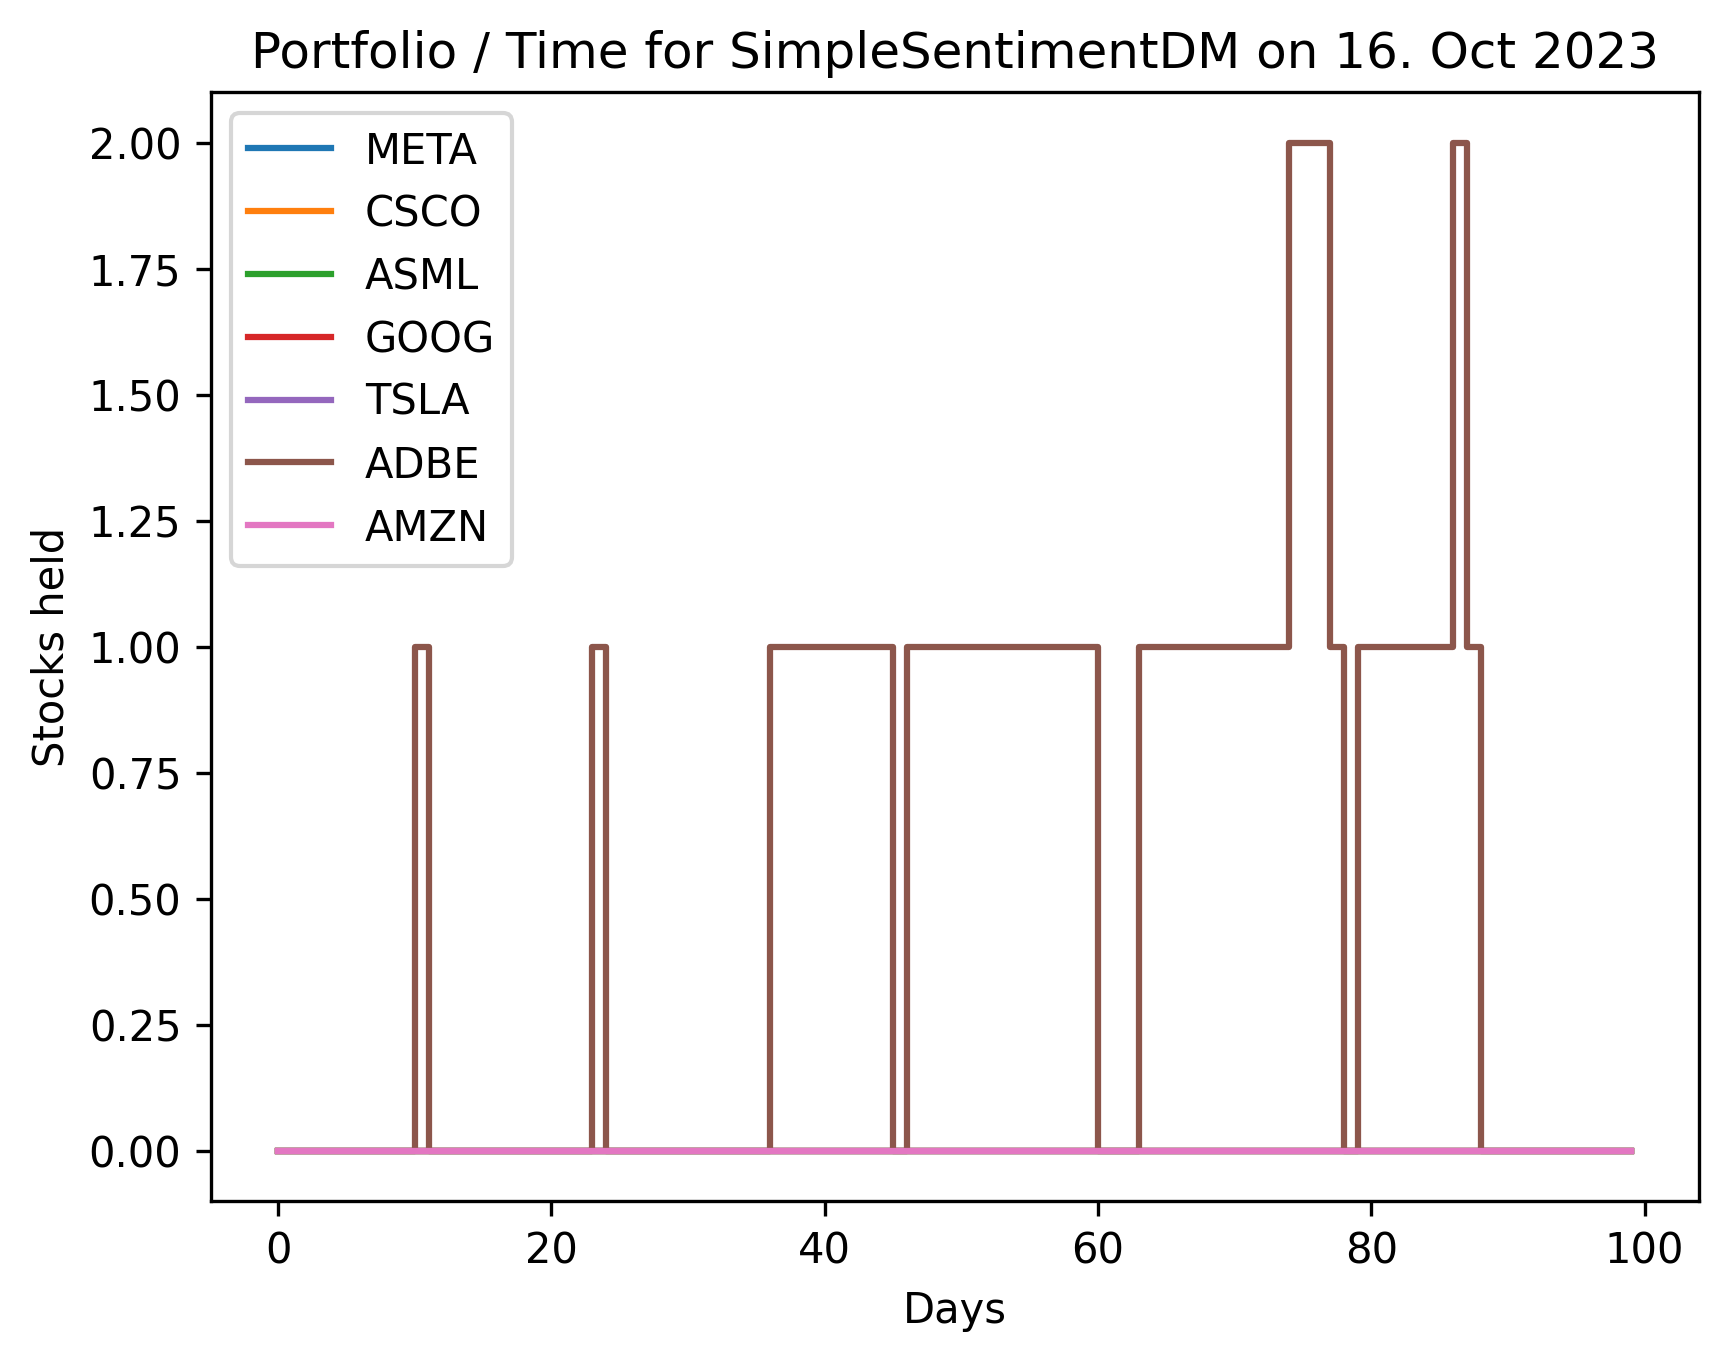 Portfolio / Time for SimpleSentimentDM on 16. Oct 2023
META
CSCO
ASML
GOOG
TSLA
ADBE
AMZN
Stocks held
2.00
1.75
1.50
1.25
1.00
0.75
0.50
0.25
0.00
0 20 40 60 80 100
Days